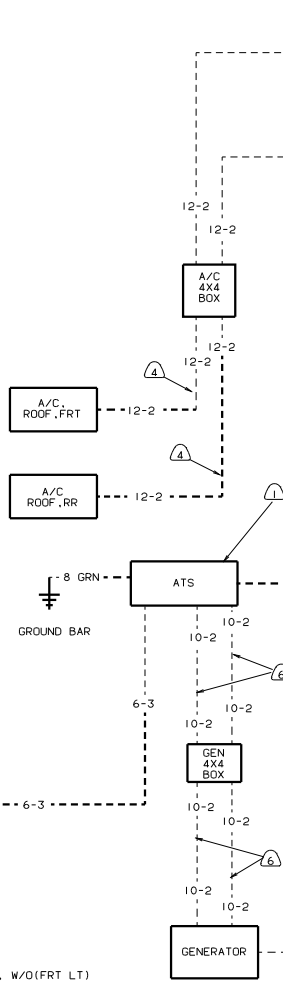 12-2
12-2
A/C
4X4
BOX
12-2
12-2
4
A/C,
ROOF,FRT
12-2
4
A/C
ROOF,RR
12-2
1
8 GRN
ATS
GROUND BAR
10-2
10-2
6
6-3
10-2
10-2
GEN
4X4
BOX
6-3
10-2
10-2
6
10-2
10-2
GENERATOR
, W/O(FRT LT)